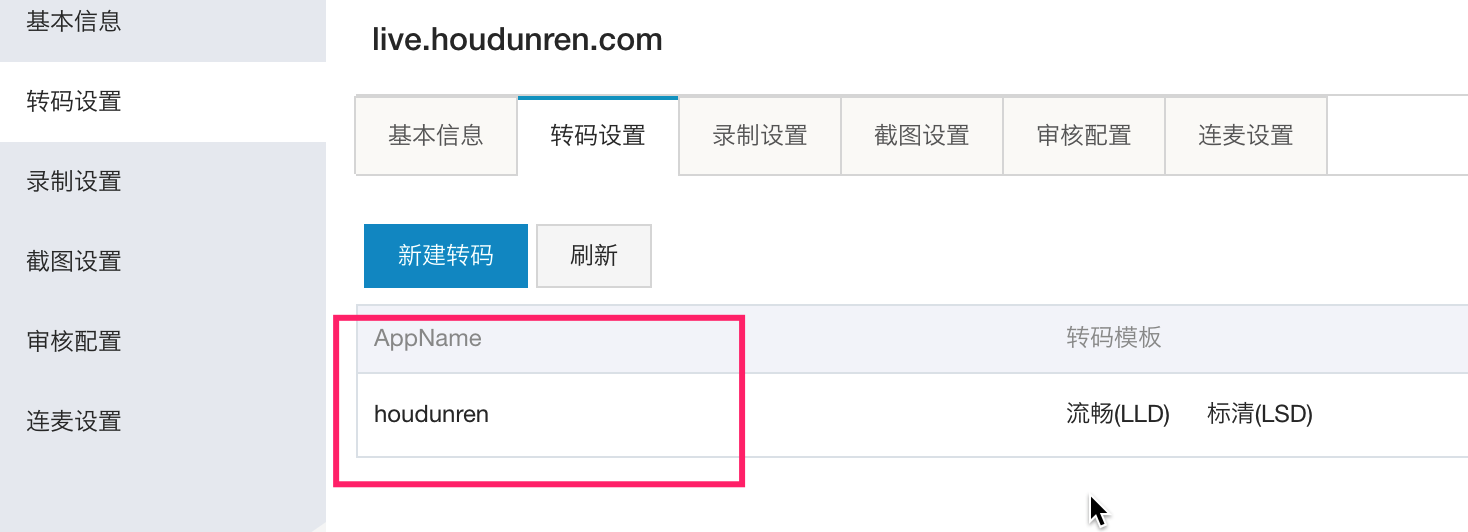 基本信息
转码设置
录制设置
截图设置
审核配置
连麦设置
live.houdunren.com
基本信息 转码设置 录制设置 截图设置 审核配置 连麦设置
新建转码 刷新
AppName 转码模板
houdunren 流畅(LLD) 标清(LSD)